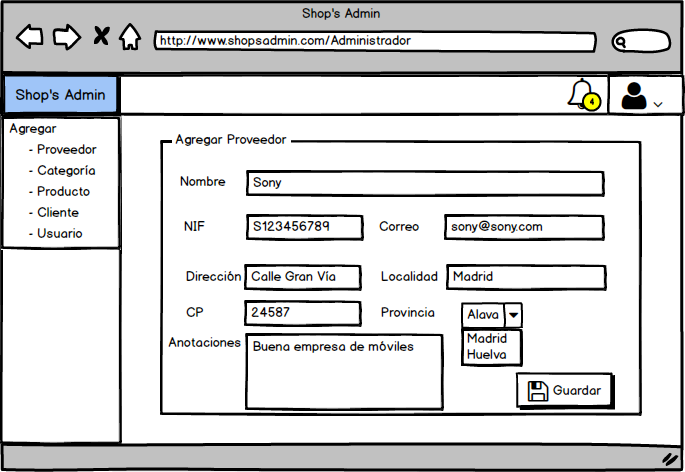 Shop's Admin
http://www.shopsadmin.com/Administrador
Shop's Admin
4
Agregar
- Proveedor
- Categoría
- Producto
- Cliente
- Usuario
Agregar Proveedor
Nombre Sony
NIF S123456789 Correo sony@sony.com
Dirección Calle Gran Vía Localidad Madrid
CP 24587 Provincia Alava
Madrid
Huelva
Anotaciones Buena empresa de móviles
Guardar